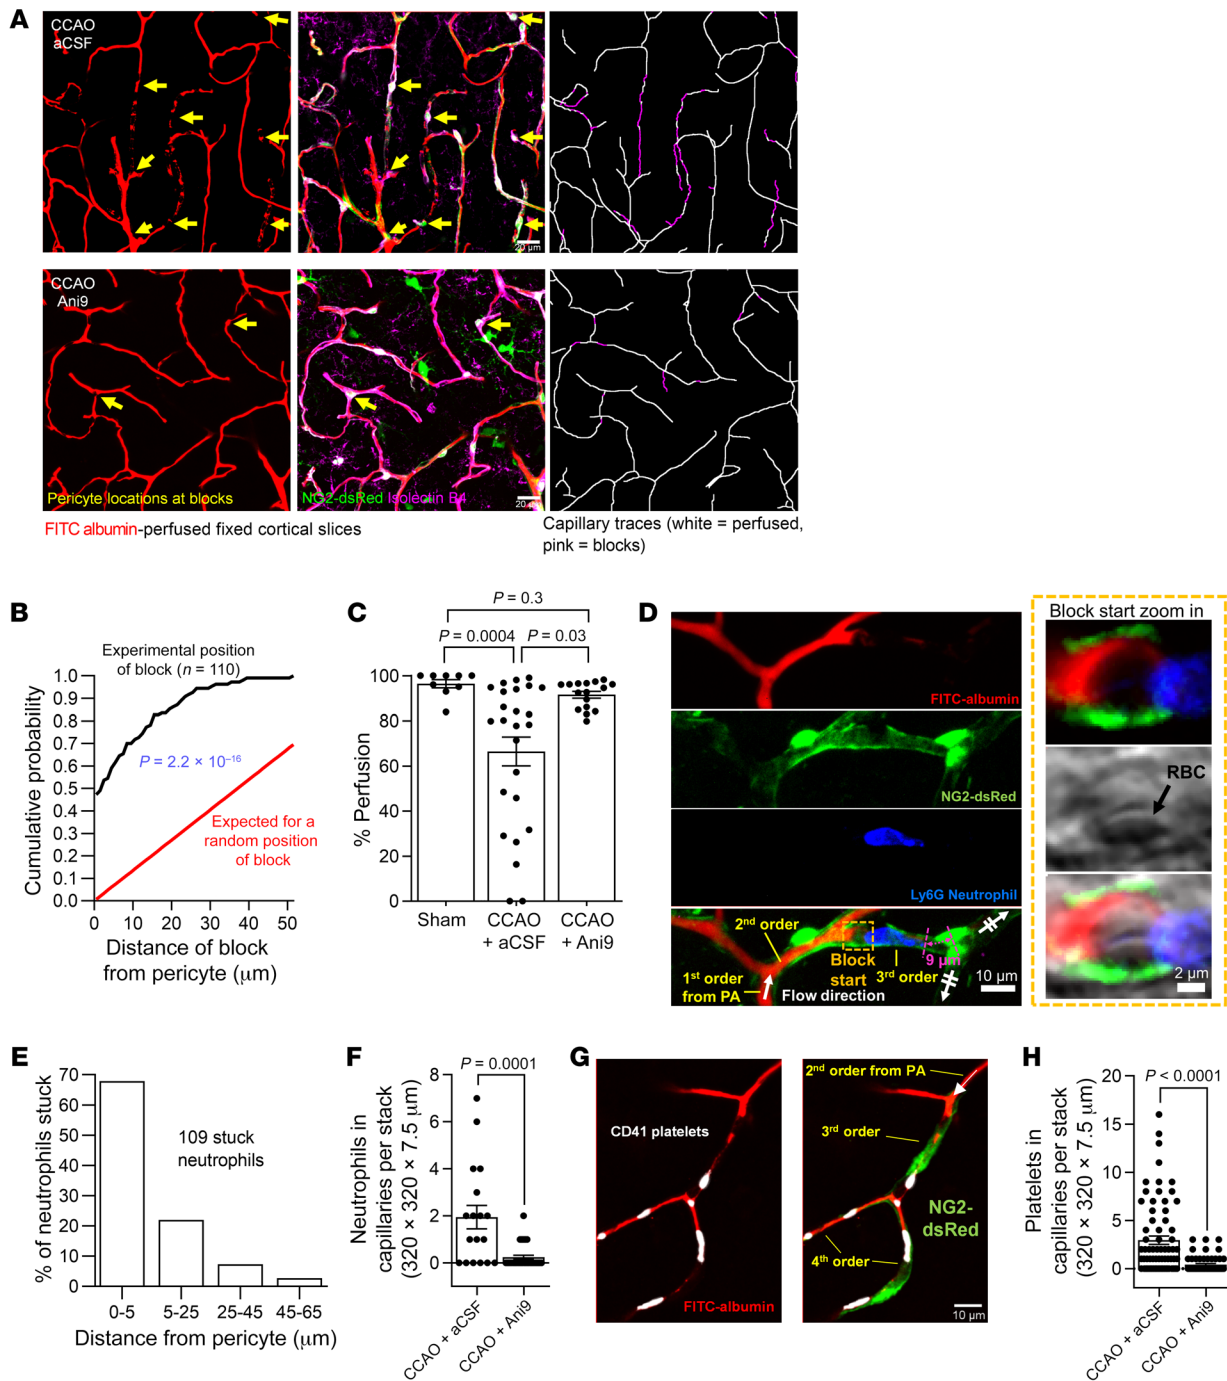 A
CCAO
aCSF
20 µm
CCAO
Ani9
Pericyte locations at blocks
NG2-dsRed Isolectin B4
20 µm
FITC albumin-perfused fixed cortical slices
Capillary traces (white = perfused,
pink = blocks)
B
Experimental position
of block (n = 110)
1.0
0.9
0.8
0.7
0.6
0.5
0.4
0.3
0.2
0.1
0.0
Cumulative probability
P = 2.2 × 10⁻¹⁶
Expected for a
random position
of block
0 10 20 30 40 50
Distance of block
from pericyte (µm)
C
P = 0.3
P = 0.0004 P = 0.03
100
80
60
40
20
0
% Perfusion
Sham CCAO + aCSF CCAO + Ani9
D
FITC-albumin
NG2-dsRed
Ly6G Neutrophil
2nd order
1st order
from PA
Block
start
3rd order
9 µm
Flow direction
10 µm
Block start zoom in
RBC
2 µm
E
70
60
50
40
30
20
10
0
% of neutrophils stuck
109 stuck
neutrophils
0-5 5-25 25-45 45-65
Distance from pericyte (µm)
F
P = 0.0001
8
6
4
2
0
Neutrophils in
capillaries per stack
(320 × 320 × 7.5 µm)
CCAO + aCSF
CCAO + Ani9
G
CD41 platelets
FITC-albumin
2nd order from PA
3rd order
NG2-
dsRed
4th order
10 µm
H
P < 0.0001
20
15
10
5
0
Platelets in
capillaries per stack
(320 × 320 × 7.5 µm)
CCAO + aCSF
CCAO + Ani9